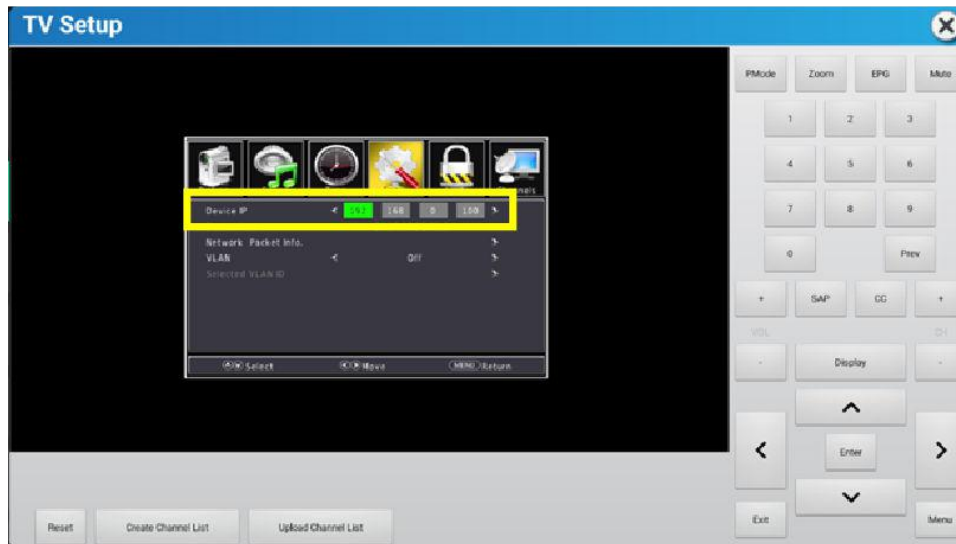 TV Setup
PMode Zoom EPG Mute
1 2 3
4 5 6
7 8 9
0 Prev
+ SAP CC +
VOL CH
- Display -
Enter
Exit Menu
Device IP 192 168 0 100
Network Packet Info.
VLAN Off
Selected VLAN ID
Select Move MENU Return
Reset Create Channel List Upload Channel List